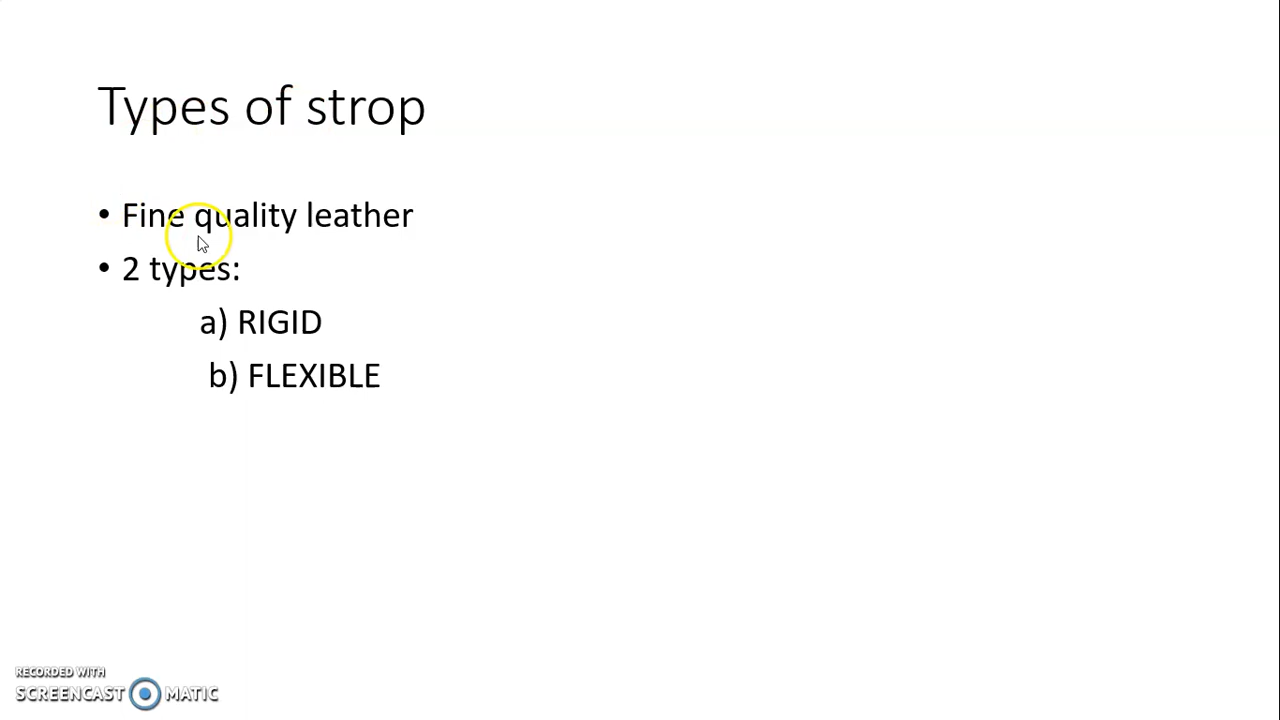 Types of strop
• Fine quality leather
• 2 types:
a) RIGID
b) FLEXIBLE
RECORDED WITH
SCREENCAST MATIC